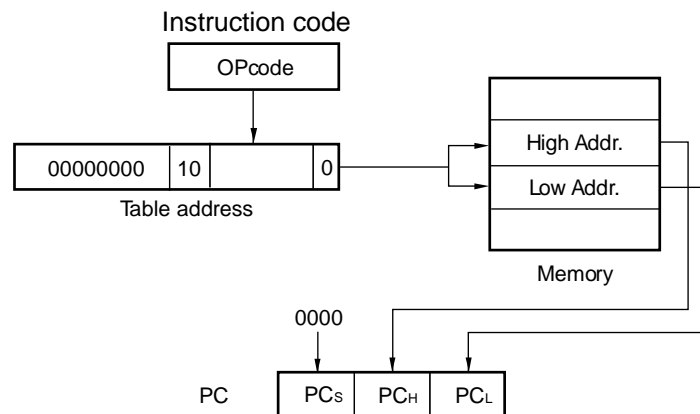 Instruction code
OPcode
00000000 10 0
Table address
High Addr.
Low Addr.
Memory
0000
PC PCS PCH PCL